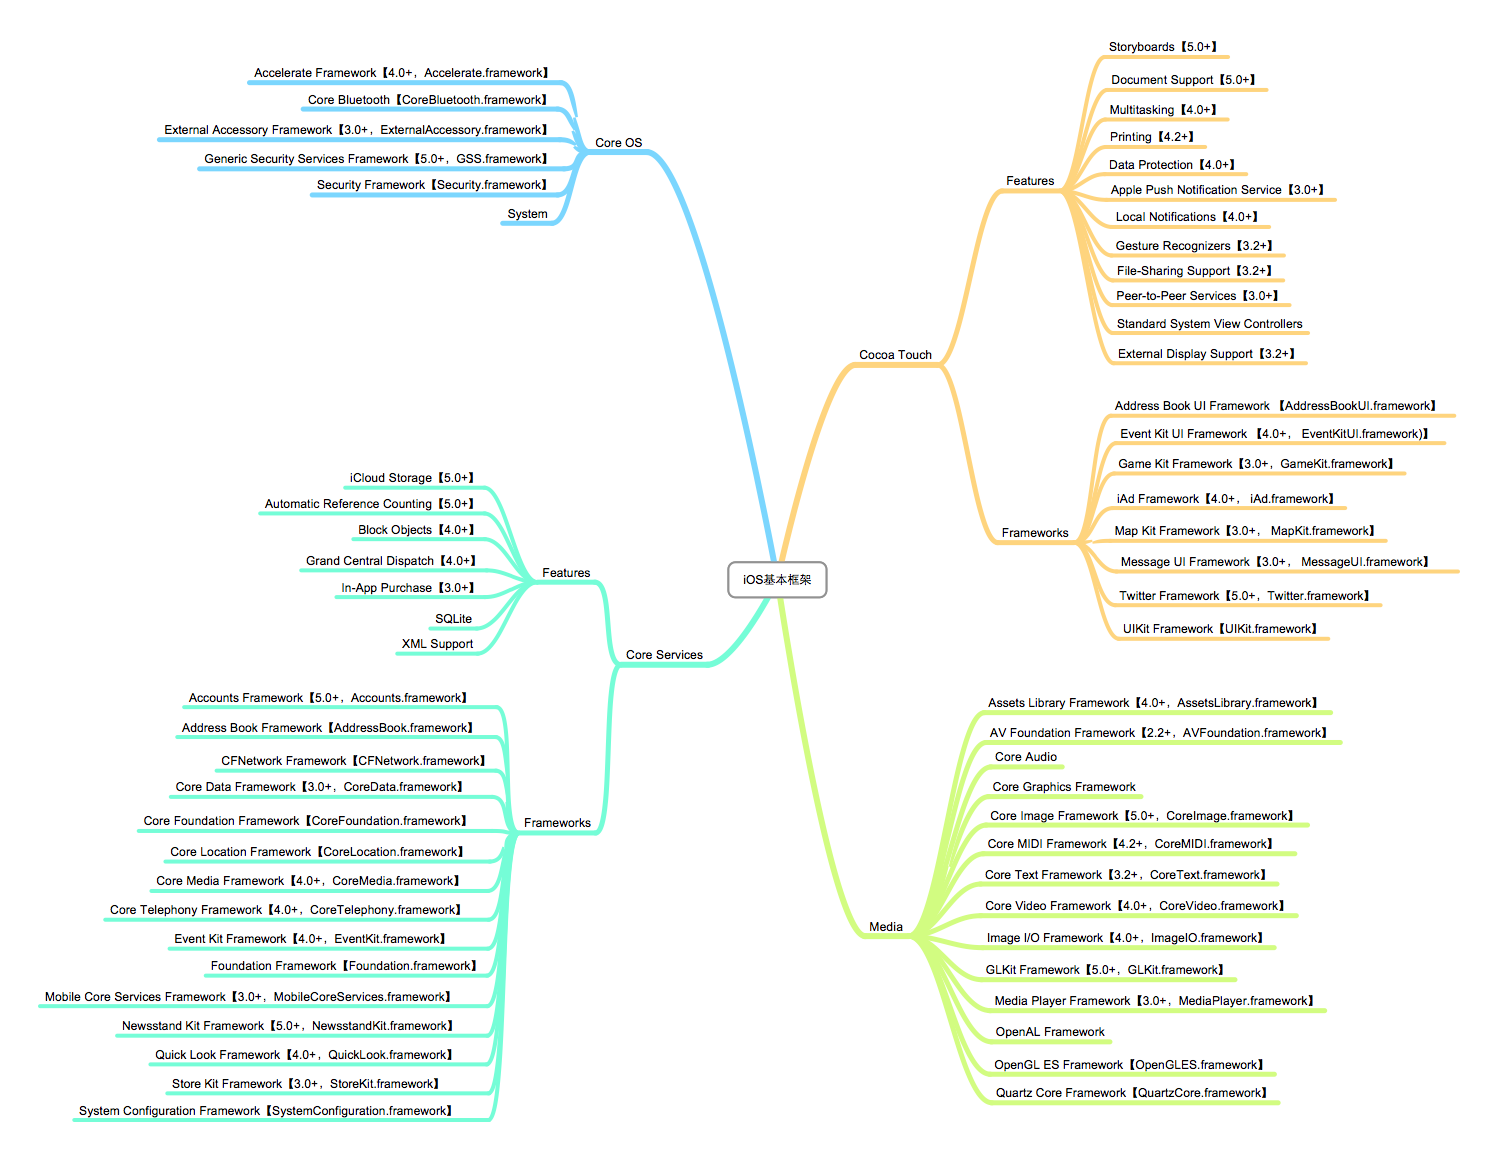 iOS基本框架
Core OS
Accelerate Framework【4.0+，Accelerate.framework】
Core Bluetooth【CoreBluetooth.framework】
External Accessory Framework【3.0+，ExternalAccessory.framework】
Generic Security Services Framework【5.0+，GSS.framework】
Security Framework【Security.framework】
System
Cocoa Touch
Features
Storyboards【5.0+】
Document Support【5.0+】
Multitasking【4.0+】
Printing【4.2+】
Data Protection【4.0+】
Apple Push Notification Service【3.0+】
Local Notifications【4.0+】
Gesture Recognizers【3.2+】
File-Sharing Support【3.2+】
Peer-to-Peer Services【3.0+】
Standard System View Controllers
External Display Support【3.2+】
Frameworks
Address Book UI Framework 【AddressBookUI.framework】
Event Kit UI Framework 【4.0+， EventKitUI.framework)】
Game Kit Framework【3.0+，GameKit.framework】
iAd Framework【4.0+， iAd.framework】
Map Kit Framework【3.0+， MapKit.framework】
Message UI Framework【3.0+， MessageUI.framework】
Twitter Framework【5.0+，Twitter.framework】
UIKit Framework【UIKit.framework】
Core Services
Features
iCloud Storage【5.0+】
Automatic Reference Counting【5.0+】
Block Objects【4.0+】
Grand Central Dispatch【4.0+】
In-App Purchase【3.0+】
SQLite
XML Support
Frameworks
Accounts Framework【5.0+，Accounts.framework】
Address Book Framework【AddressBook.framework】
CFNetwork Framework【CFNetwork.framework】
Core Data Framework【3.0+，CoreData.framework】
Core Foundation Framework【CoreFoundation.framework】
Core Location Framework【CoreLocation.framework】
Core Media Framework【4.0+，CoreMedia.framework】
Core Telephony Framework【4.0+，CoreTelephony.framework】
Event Kit Framework【4.0+，EventKit.framework】
Foundation Framework【Foundation.framework】
Mobile Core Services Framework【3.0+，MobileCoreServices.framework】
Newsstand Kit Framework【5.0+，NewsstandKit.framework】
Quick Look Framework【4.0+，QuickLook.framework】
Store Kit Framework【3.0+，StoreKit.framework】
System Configuration Framework【SystemConfiguration.framework】
Media
Assets Library Framework【4.0+，AssetsLibrary.framework】
AV Foundation Framework【2.2+，AVFoundation.framework】
Core Audio
Core Graphics Framework
Core Image Framework【5.0+，CoreImage.framework】
Core MIDI Framework【4.2+，CoreMIDI.framework】
Core Text Framework【3.2+，CoreText.framework】
Core Video Framework【4.0+，CoreVideo.framework】
Image I/O Framework【4.0+，ImageIO.framework】
GLKit Framework【5.0+，GLKit.framework】
Media Player Framework【3.0+，MediaPlayer.framework】
OpenAL Framework
OpenGL ES Framework【OpenGLES.framework】
Quartz Core Framework【QuartzCore.framework】